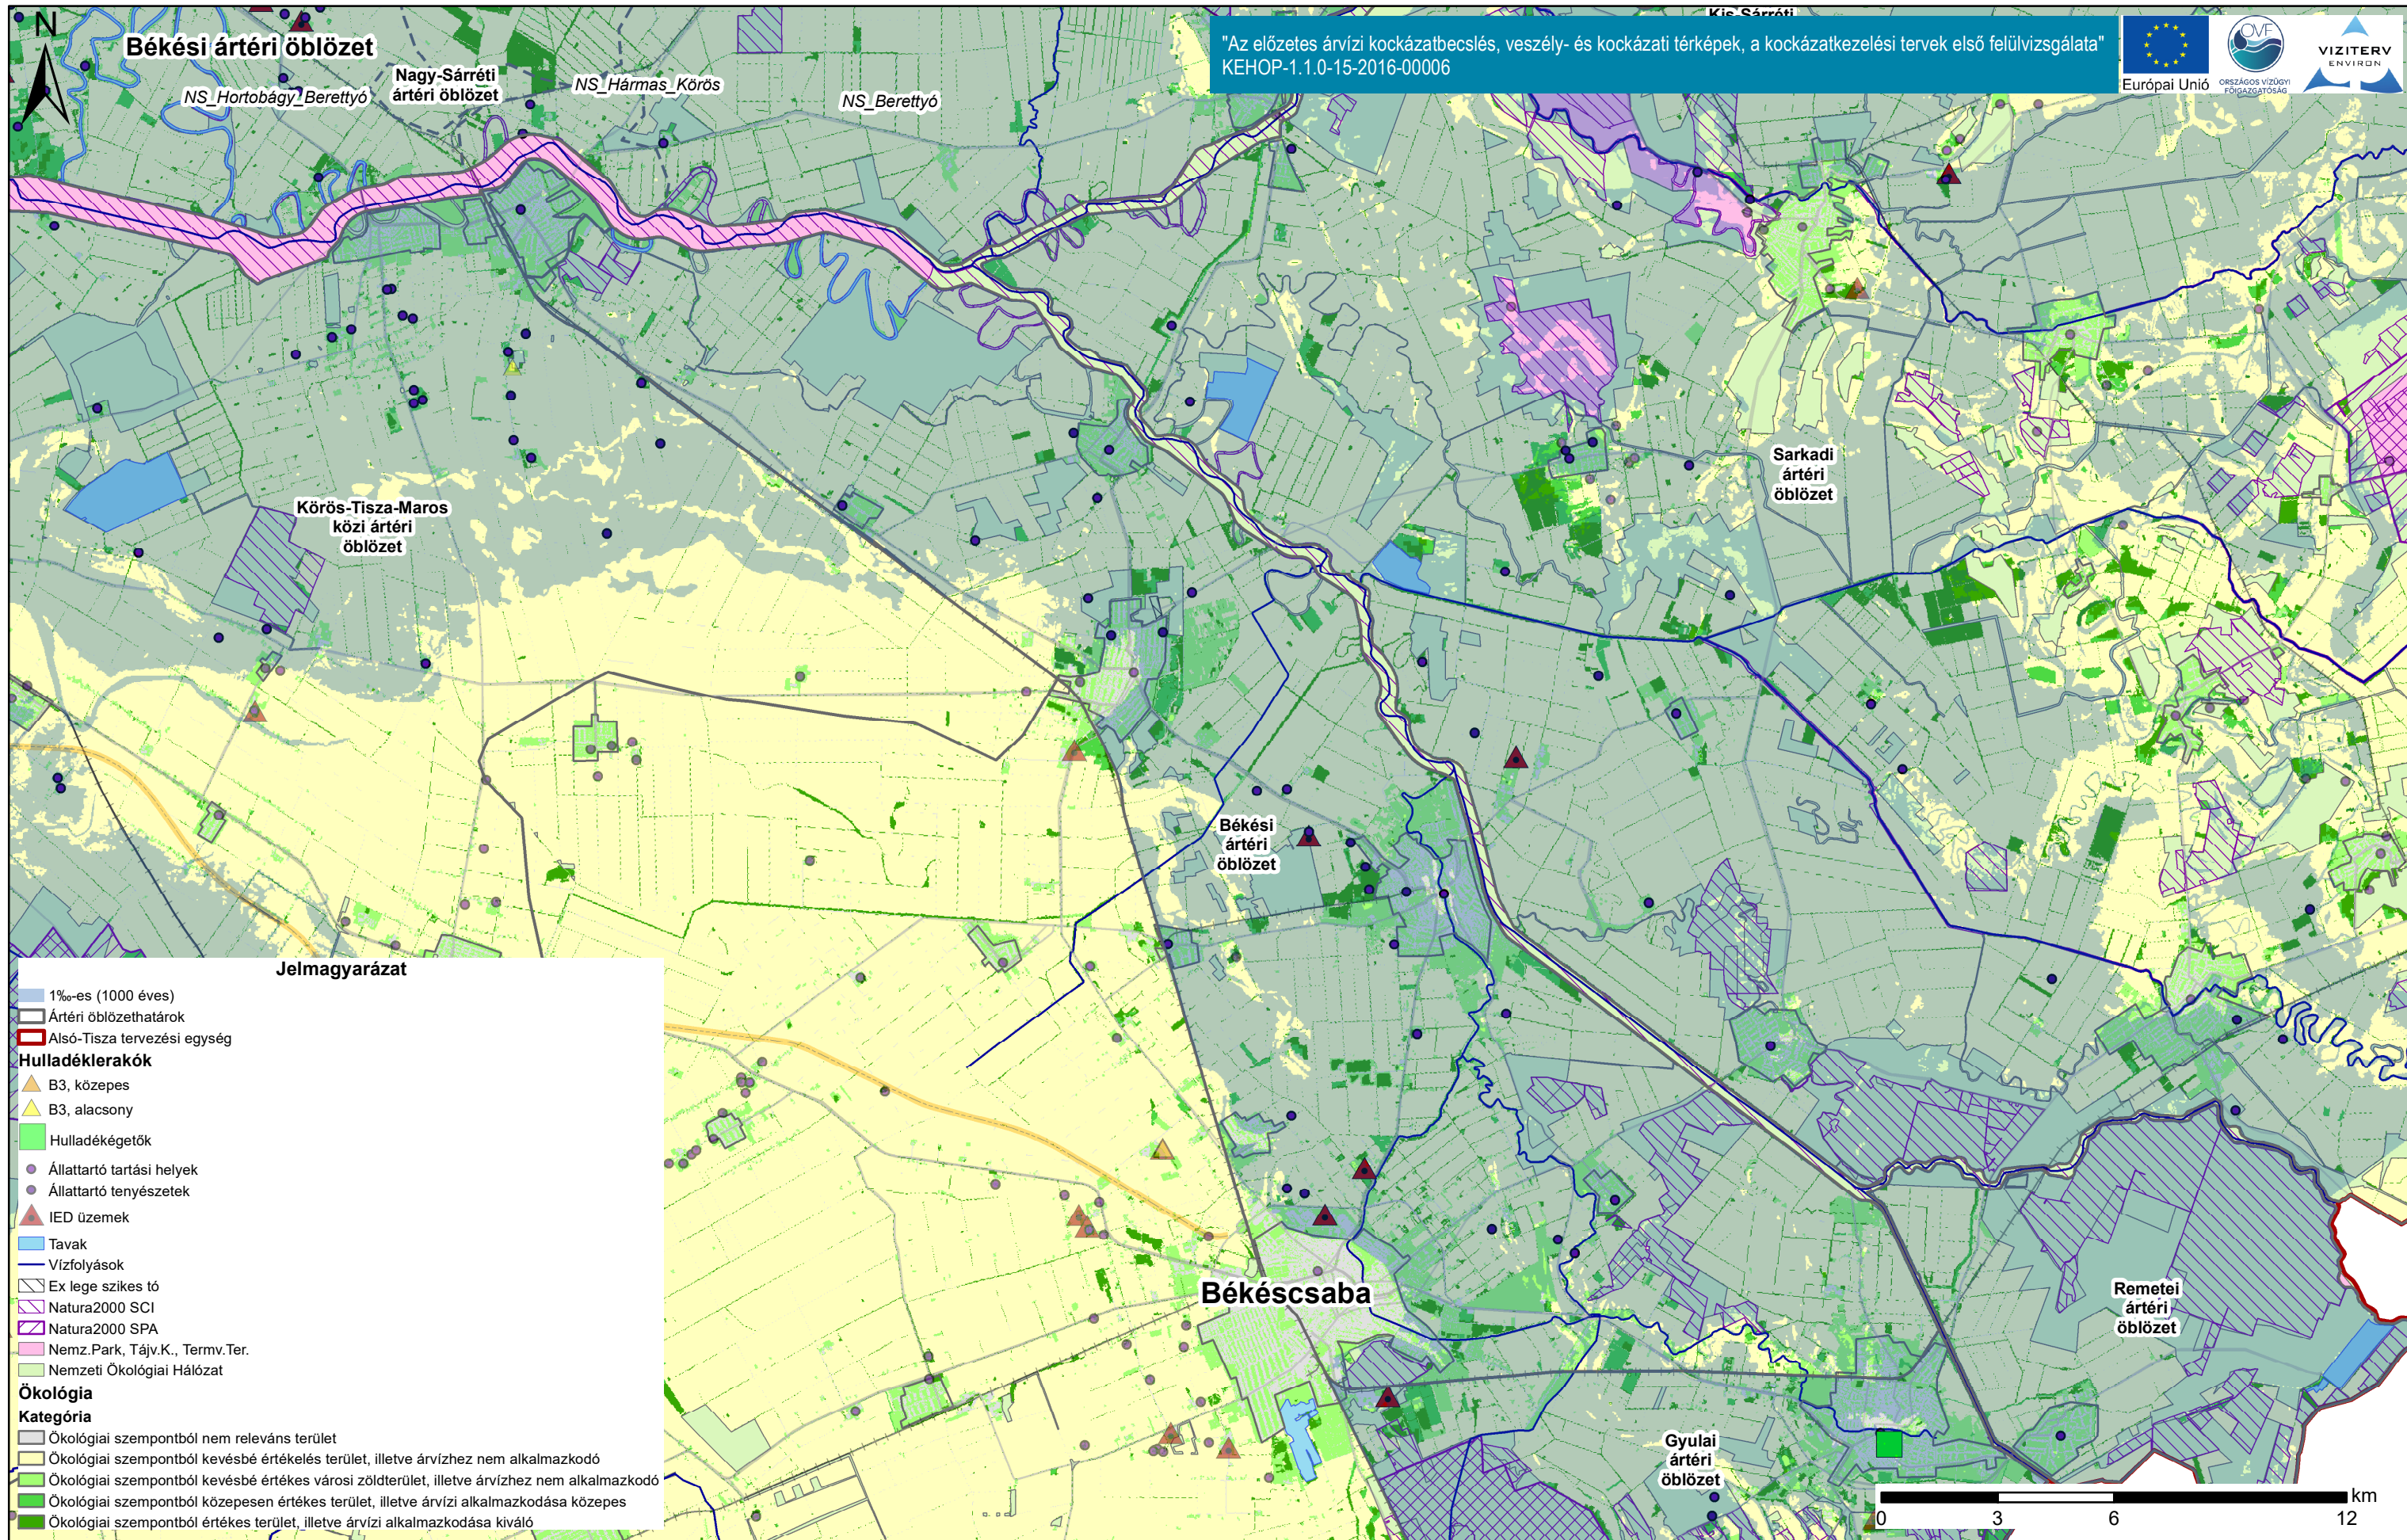 N
Békési ártéri öblözet
Nagy-Sárréti
ártéri öblözet
NS_Hortobágy_Berettyó
NS_Hármas_Körös
NS_Berettyó
Kis-Sárréti
"Az előzetes árvízi kockázatbecslés, veszély- és kockázati térképek, a kockázatkezelési tervek első felülvizsgálata"
KEHOP-1.1.0-15-2016-00006
Európai Unió
OVF
ORSZÁGOS VÍZÜGYI
FŐIGAZGATÓSÁG
VIZITERV
ENVIRON
Körös-Tisza-Maros
közi ártéri
öblözet
Sarkadi
ártéri
öblözet
Békési
ártéri
öblözet
Békéscsaba
Remetei
ártéri
öblözet
Gyulai
ártéri
öblözet
Jelmagyarázat
1‰-es (1000 éves)
Ártéri öblözethatárok
Alsó-Tisza tervezési egység
Hulladéklerakók
B3, közepes
B3, alacsony
Hulladékégetők
Állattartó tartási helyek
Állattartó tenyészetek
IED üzemek
Tavak
Vízfolyások
Ex lege szikes tó
Natura2000 SCI
Natura2000 SPA
Nemz.Park, Tájv.K., Termv.Ter.
Nemzeti Ökológiai Hálózat
Ökológia
Kategória
Ökológiai szempontból nem releváns terület
Ökológiai szempontból kevésbé értékelés terület, illetve árvízhez nem alkalmazkodó
Ökológiai szempontból kevésbé értékes városi zöldterület, illetve árvízhez nem alkalmazkodó
Ökológiai szempontból közepesen értékes terület, illetve árvízi alkalmazkodása közepes
Ökológiai szempontból értékes terület, illetve árvízi alkalmazkodása kiváló
km
0 3 6 12